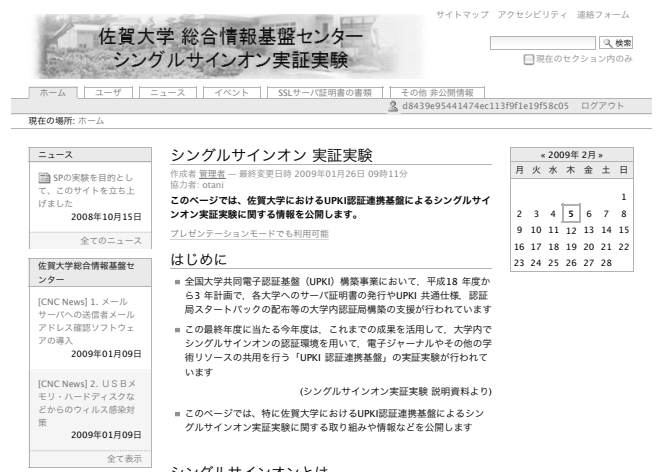 サイトマップ アクセシビリティ 連絡フォーム
佐賀大学 総合情報基盤センター
シングルサインオン実証実験
検索
現在のセクション内のみ
ホーム ユーザ ニュース イベント SSLサーバ証明書の書類 その他 非公開情報
d8439e95441474ec113f9f1e19f58c05 ログアウト
現在の場所: ホーム
ニュース
SPの実験を目的とし
て、このサイトを立ち上
げました
2008年10月15日
全てのニュース
佐賀大学総合情報基盤セ
ンター
[CNC News] 1. メール
サーバへの送信者メール
アドレス確認ソフトウェ
アの導入
2009年01月09日
[CNC News] 2. ＵＳＢメ
モリ・ハードディスクな
どからのウィルス感染対
策
2009年01月09日
全て表示
シングルサインオン 実証実験
作成者 管理者 — 最終変更日時 2009年01月26日 09時11分
協力者: otani
このページでは、佐賀大学におけるUPKI認証連携基盤によるシングルサイ
ンオン実証実験に関する情報を公開します。
プレゼンテーションモードでも利用可能
はじめに
全国大学共同電子認証基盤（UPKI）構築事業において，平成18 年度か
ら3 年計画で，各大学へのサーバ証明書の発行やUPKI 共通仕様，認証
局スタートパックの配布等の大学内認証局構築の支援が行われています
この最終年度に当たる今年度は，これまでの成果を活用して，大学内で
シングルサインオンの認証環境を用いて，電子ジャーナルやその他の学
術リソースの共用を行う「UPKI 認証連携基盤」の実証実験が行われて
います
(シングルサインオン実証実験 説明資料より)
このページでは、特に佐賀大学におけるUPKI認証連携基盤によるシン
グルサインオン実証実験に関する取り組みや情報などを公開します
シングルサインオンとは
« 2009年 2月 »
月 火 水 木 金 土 日
1
2 3 4 5 6 7 8
9 10 11 12 13 14 15
16 17 18 19 20 21 22
23 24 25 26 27 28